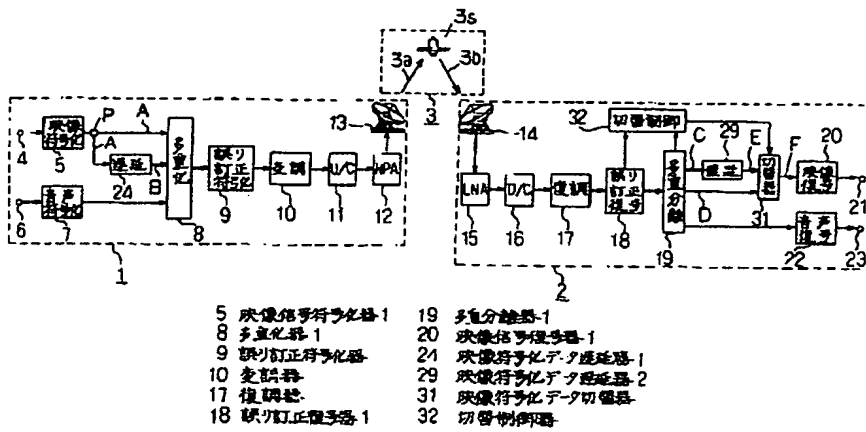 3s
3a
3b
3
映像
符号化
P
A
A
4
5
遅延
24
B
音声
符号化
6
7
多重化
8
誤り
訂正
符号化
9
変調
10
U/C
11
HPA
12
13
1
14
LNA
15
D/C
16
復調
17
誤り
訂正
復号
18
32
切替制御
多重分離
19
C
29
遅延
E
D
切替器
31
F
20
映像
復号
21
音声
復号
22
23
2
5 映像信号符号化器1
8 多重化器1
9 誤り訂正符号化器
10 変調器
17 復調器
18 誤り訂正復号器1
19 多重分離器1
20 映像信号復号器1
24 映像符号化データ遅延器1
29 映像符号化データ遅延器2
31 映像符号化データ切替器
32 切替制御器